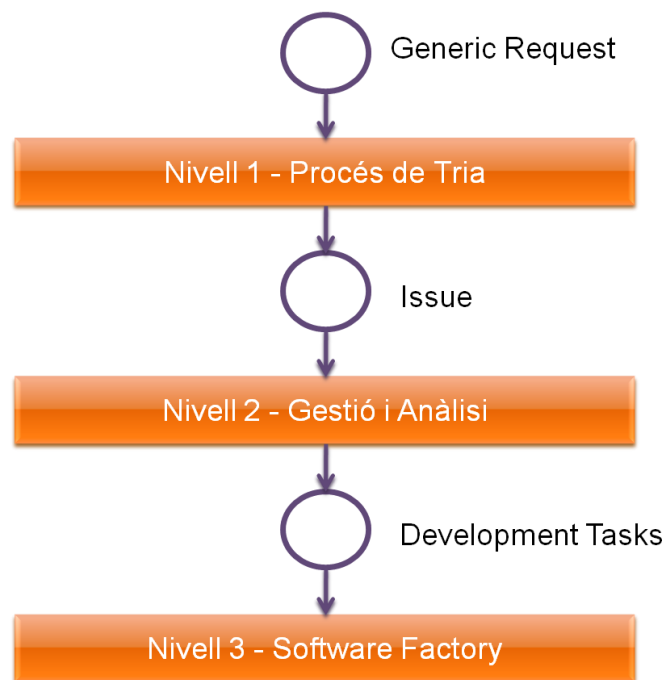 Generic Request
Nivell 1 - Procés de Tria
Issue
Nivell 2 - Gestió i Anàlisi
Development Tasks
Nivell 3 - Software Factory